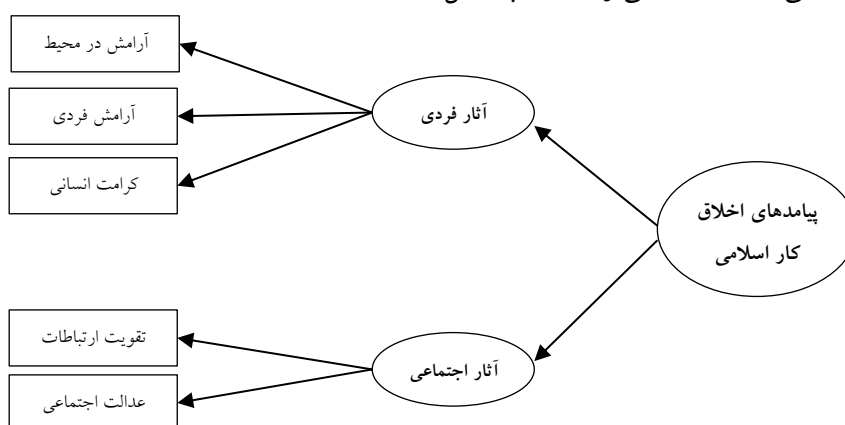 پیامدهای اخلاق
کار اسلامی
آثار فردی
آرامش در محیط
آرامش فردی
کرامت انسانی
آثار اجتماعی
تقویت ارتباطات
عدالت اجتماعی